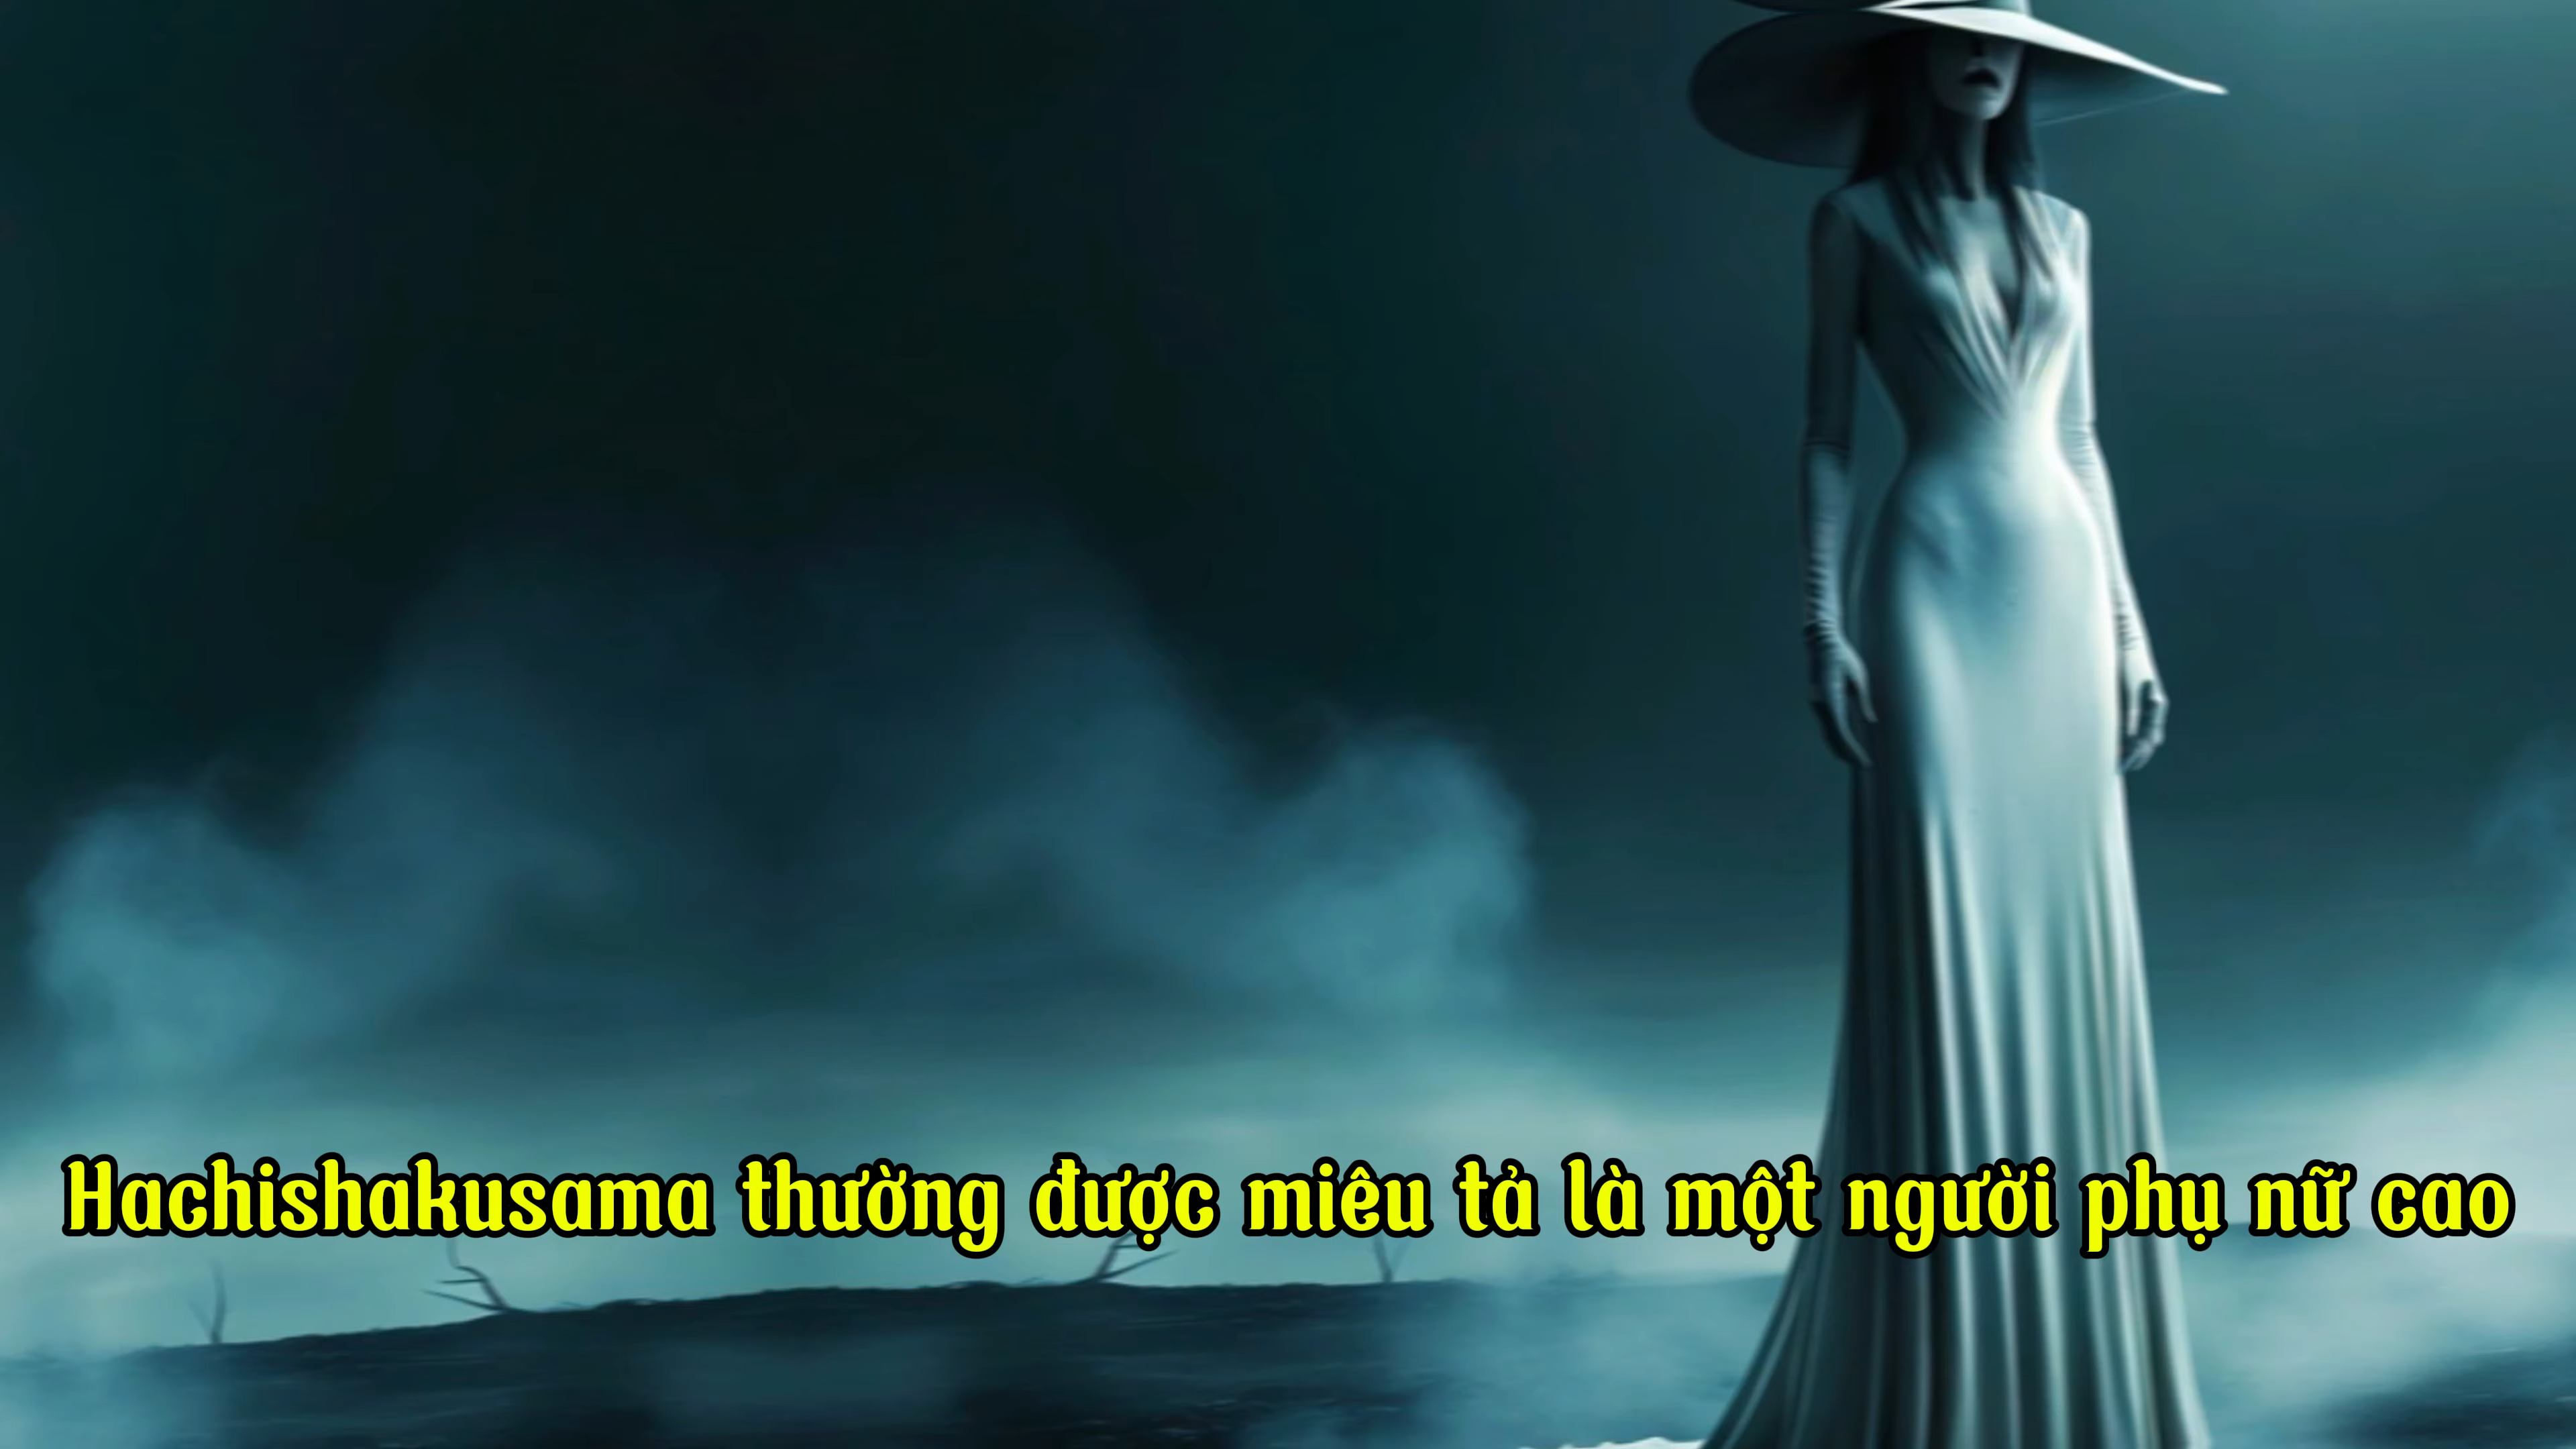 Hachishakusama thường được miêu tả là một người phụ nữ cao